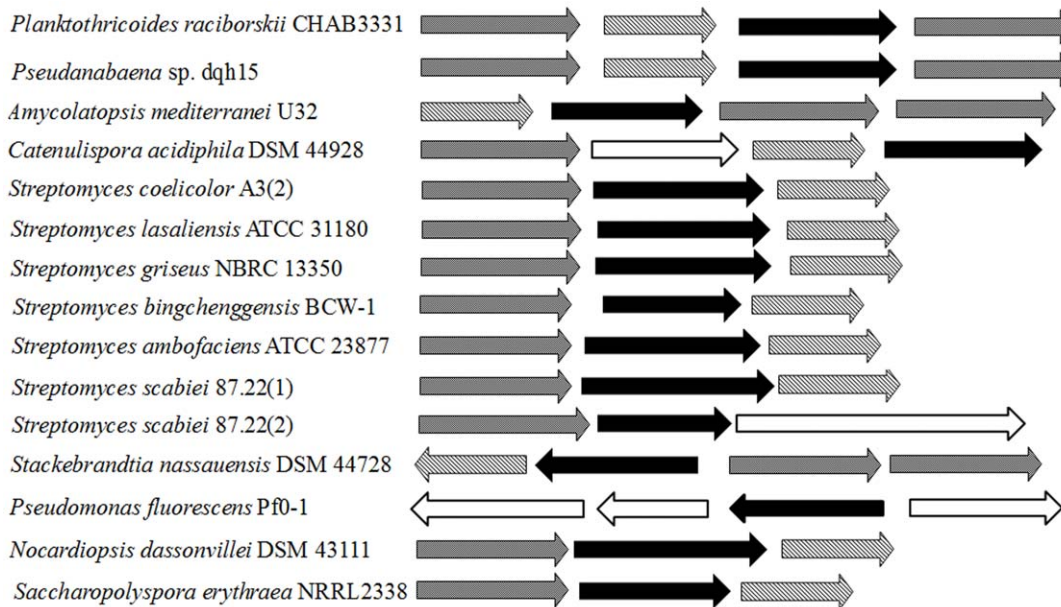 Planktothricoides raciborskii CHAB3331
Pseudanabaena sp. dqh15
Amycolatopsis mediterranei U32
Catenulispora acidiphila DSM 44928
Streptomyces coelicolor A3(2)
Streptomyces lasaliensis ATCC 31180
Streptomyces griseus NBRC 13350
Streptomyces bingchenggensis BCW-1
Streptomyces ambofaciens ATCC 23877
Streptomyces scabiei 87.22(1)
Streptomyces scabiei 87.22(2)
Stackebrandtia nassauensis DSM 44728
Pseudomonas fluorescens Pf0-1
Nocardiopsis dassonvillei DSM 43111
Saccharopolyspora erythraea NRRL2338